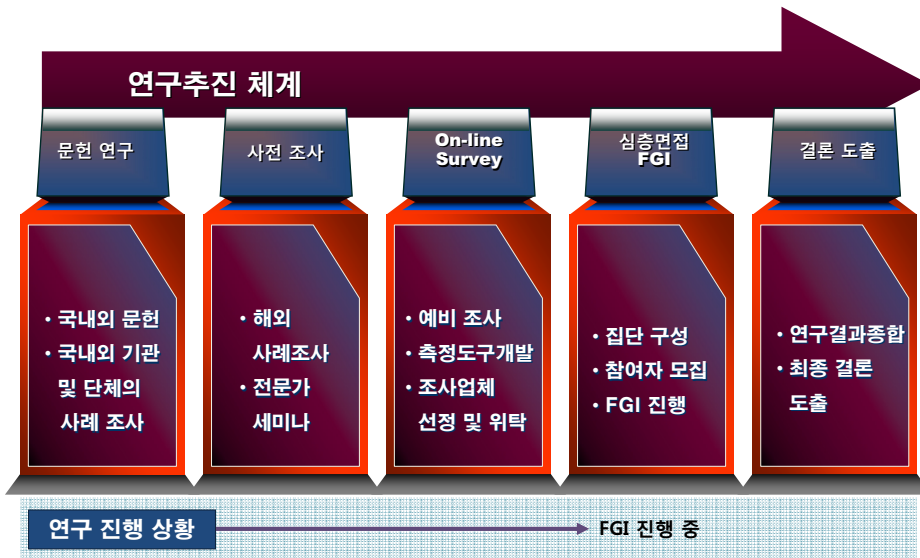 연구추진 체계
문헌 연구
사전 조사
On-line
Survey
심층면접
FGI
결론 도출
• 국내외 문헌
• 국내외 기관
및 단체의
사례 조사
• 해외
사례조사
• 전문가
세미나
• 예비 조사
• 측정도구개발
• 조사업체
선정 및 위탁
• 집단 구성
• 참여자 모집
• FGI 진행
• 연구결과종합
• 최종 결론
도출
연구 진행 상황
FGI 진행 중